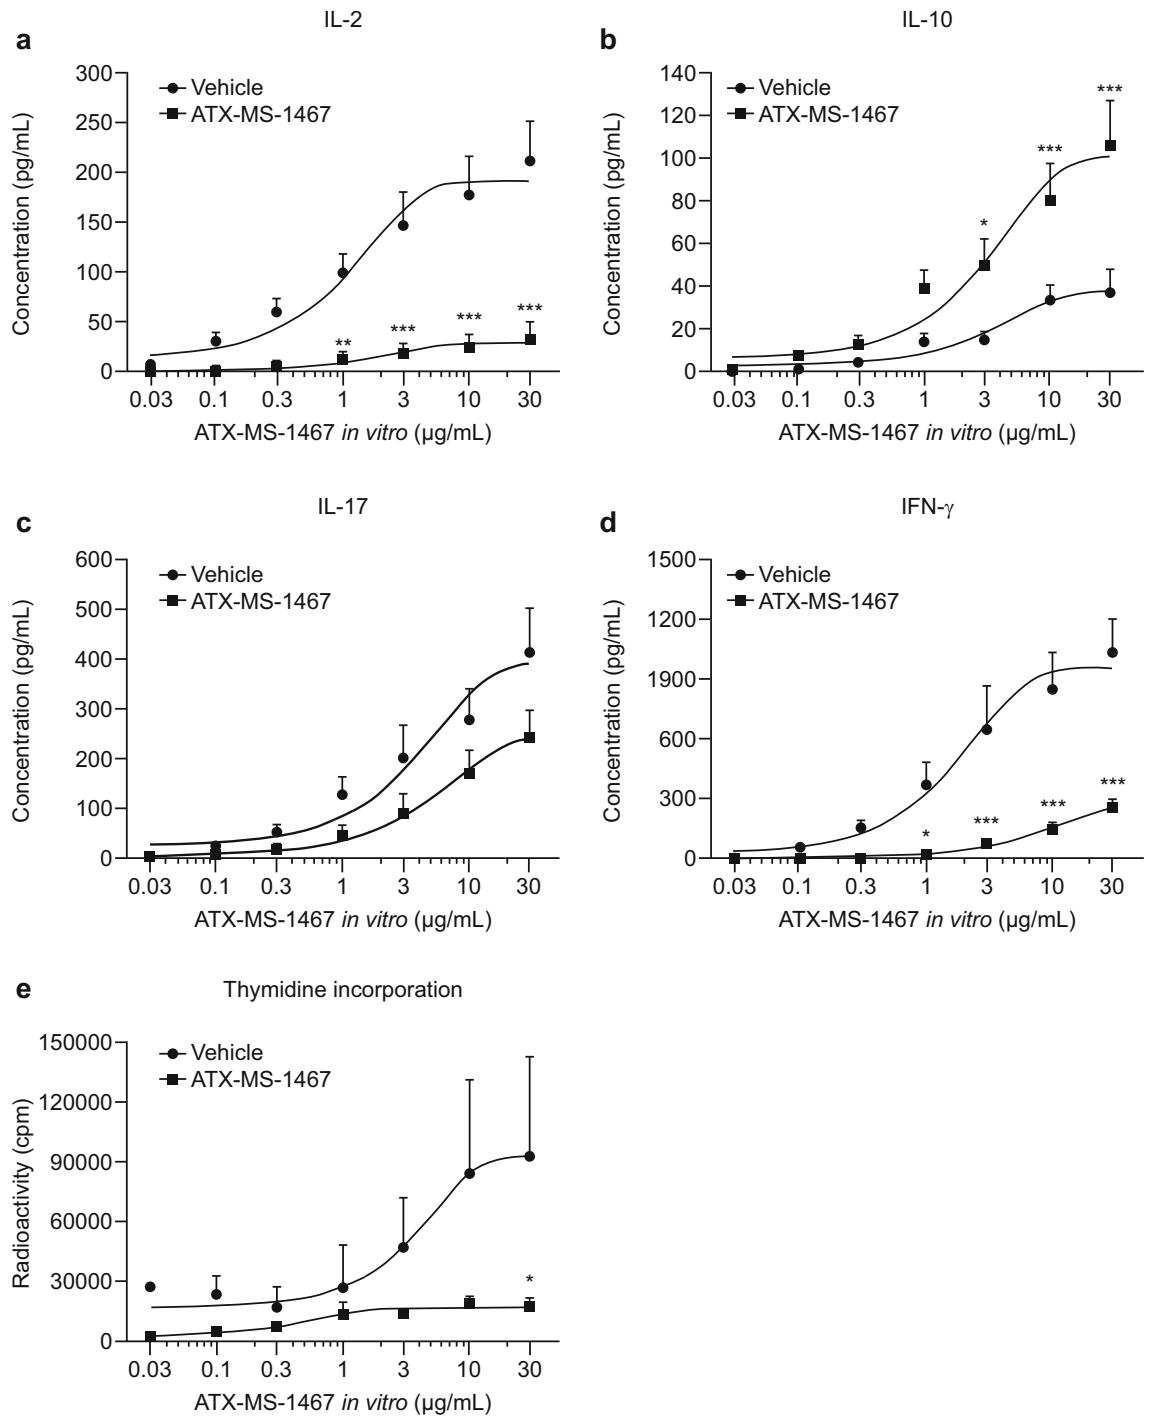 IL-2
a
300
250
200
150
100
50
0
Concentration (pg/mL)
Vehicle
ATX-MS-1467
** *** *** ***
0.03 0.1 0.3 1 3 10 30
ATX-MS-1467 in vitro (µg/mL)
IL-10
b
140
120
100
80
60
40
20
0
Concentration (pg/mL)
Vehicle
ATX-MS-1467
* *** ***
0.03 0.1 0.3 1 3 10 30
ATX-MS-1467 in vitro (µg/mL)
IL-17
c
600
500
400
300
200
100
0
Concentration (pg/mL)
Vehicle
ATX-MS-1467
0.03 0.1 0.3 1 3 10 30
ATX-MS-1467 in vitro (µg/mL)
IFN-γ
d
1500
1200
1900
600
300
0
Concentration (pg/mL)
Vehicle
ATX-MS-1467
* *** *** ***
0.03 0.1 0.3 1 3 10 30
ATX-MS-1467 in vitro (µg/mL)
e
Thymidine incorporation
150000
120000
90000
60000
30000
0
Radioactivity (cpm)
Vehicle
ATX-MS-1467
*
0.03 0.1 0.3 1 3 10 30
ATX-MS-1467 in vitro (µg/mL)